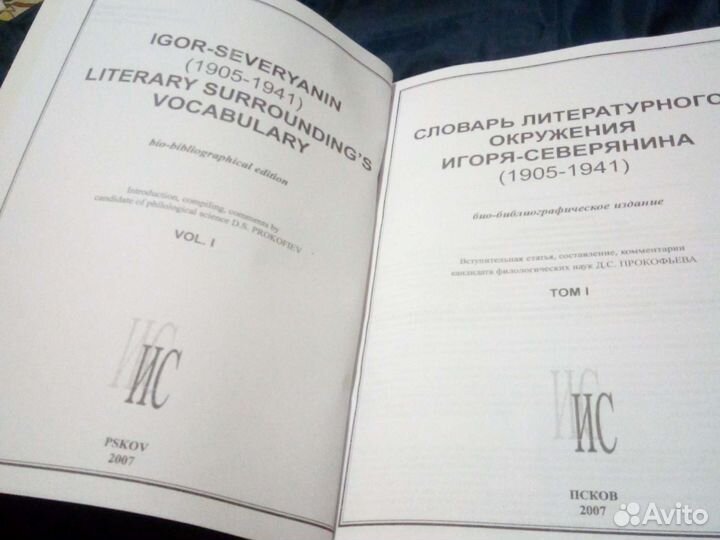 IGOR-SEVERYANIN
(1905-1941)
LITERARY SURROUNDING'S
VOCABULARY
bio-bibliographical edition
Introduction, compiling, comments by
candidate of philological science D.S. PROKOFIEV
VOL. I
ИС
PSKOV
2007
СЛОВАРЬ ЛИТЕРАТУРНОГО
ОКРУЖЕНИЯ
ИГОРЯ-СЕВЕРЯНИНА
(1905-1941)
био-библиографическое издание
Вступительная статья, составление, комментарии
кандидата филологических наук Д.С. ПРОКОФЬЕВА
ТОМ I
ИС
ПСКОВ
2007
Avito